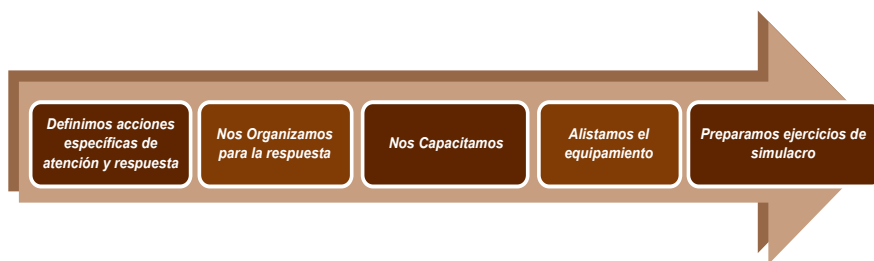 Definimos acciones
específicas de
atención y respuesta
Nos Organizamos
para la respuesta
Nos Capacitamos
Alistamos el
equipamiento
Preparamos ejercicios de
simulacro